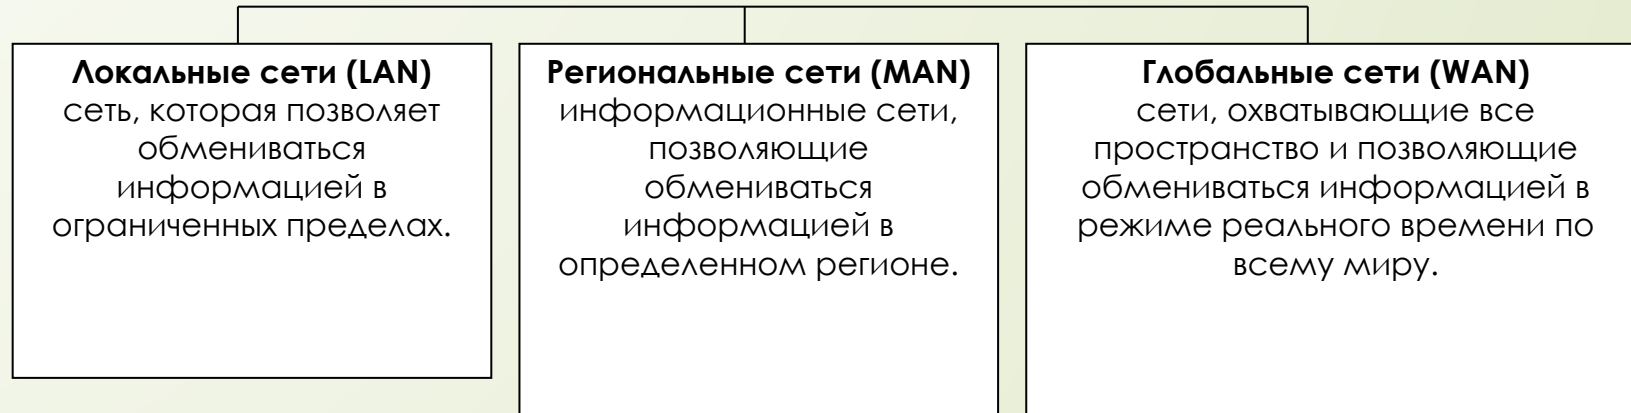 Локальные сети (LAN)
сеть, которая позволяет
обмениваться
информацией в
ограниченных пределах.
Региональные сети (MAN)
информационные сети,
позволяющие
обмениваться
информацией в
определенном регионе.
Глобальные сети (WAN)
сети, охватывающие все
пространство и позволяющие
обмениваться информацией в
режиме реального времени по
всему миру.